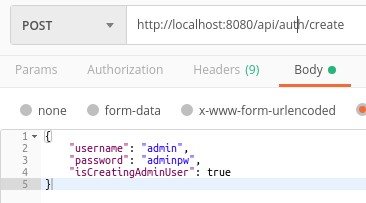 POST http://localhost:8080/api/auth/create
Params Authorization Headers (9) Body
none form-data x-www-form-urlencoded
1 {
2 "username": "admin",
3 "password": "adminpw",
4 "isCreatingAdminUser": true
5 }